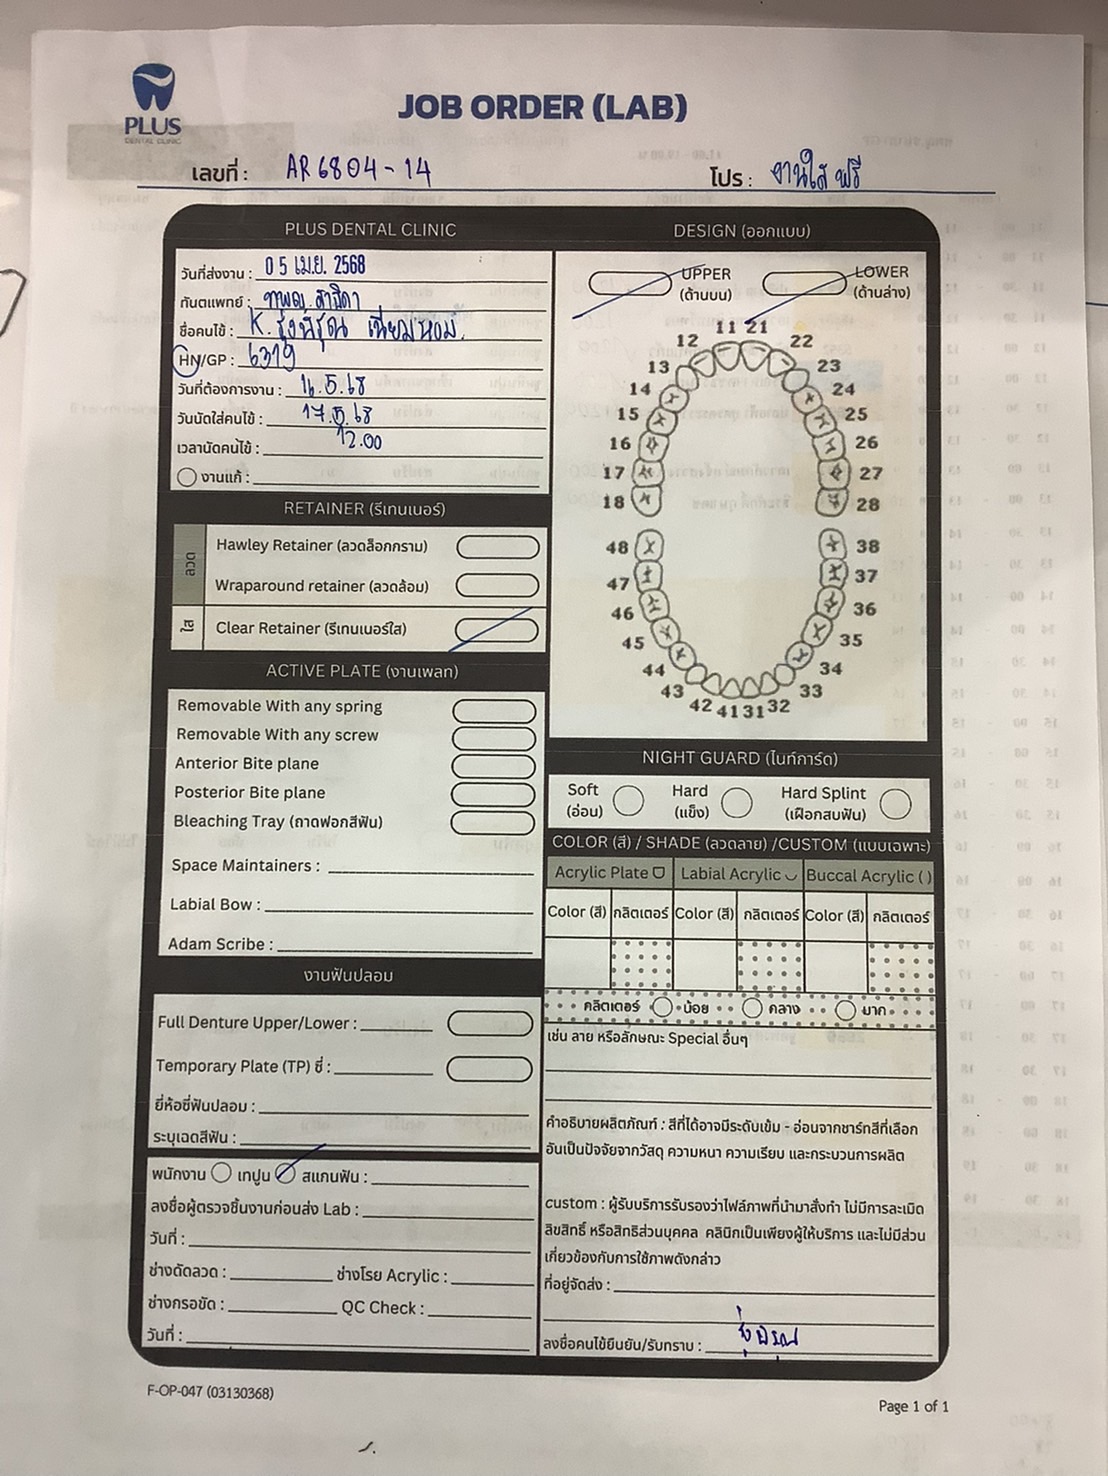 PLUS
DENTAL CLINIC
JOB ORDER (LAB)
เลขที่ : AR6804-14
โปร : งานใส ฟรี
PLUS DENTAL CLINIC
วันที่ส่งงาน : 05 เม.ย. 2568
ทันตแพทย์ : ทพญ.
ชื่อคนไข้ : K.
HN/GP : 6319
วันที่ต้องการงาน : 16.5.68
วันนัดใส่คนไข้ : 17.5.68
เวลานัดคนไข้ : 12.00
งานแก้ :
RETAINER (รีเทนเนอร์)
ลวด
Hawley Retainer (ลวดล็อกกราม)
Wraparound retainer (ลวดล้อม)
ใส
Clear Retainer (รีเทนเนอร์ใส)
ACTIVE PLATE (งานเพลท)
Removable With any spring
Removable With any screw
Anterior Bite plane
Posterior Bite plane
Bleaching Tray (ถาดฟอกสีฟัน)
Space Maintainers :
Labial Bow :
Adam Scribe :
งานฟันปลอม
Full Denture Upper/Lower :
Temporary Plate (TP) ซี่ :
ยี่ห้อซี่ฟันปลอม :
ระบุเฉดสีฟัน :
พนักงาน เทปูน สแกนฟัน :
ลงชื่อผู้ตรวจชิ้นงานก่อนส่ง Lab :
วันที่ :
ช่างดัดลวด : ช่างโรย Acrylic :
ช่างกรอขัด : QC Check :
วันที่ :
DESIGN (ออกแบบ)
UPPER LOWER
(ด้านบน) (ด้านล่าง)
11 21
12 22
13 23
14 24
15 25
16 26
17 27
18 28
48 38
47 37
46 36
45 35
44 34
43 33
42 41 31 32
NIGHT GUARD (ไนท์การ์ด)
Soft Hard Hard Splint
(อ่อน) (แข็ง) (เฝือกสบฟัน)
COLOR (สี) / SHADE (ลวดลาย) /CUSTOM (แบบเฉพาะ)
Acrylic Plate Labial Acrylic Buccal Acrylic ( )
Color (สี) กลิตเตอร์ Color (สี) กลิตเตอร์ Color (สี) กลิตเตอร์
คลิตเตอร์ น้อย กลาง มาก
เช่น ลาย หรือลักษณะ Special อื่นๆ
คำอธิบายผลิตภัณฑ์ : สีที่ได้อาจมีระดับเข้ม - อ่อนจากชาร์ทสีที่เลือก
อันเป็นปัจจัยจากวัสดุ ความหนา ความเรียบ และกระบวนการผลิต
custom : ผู้รับบริการรับรองว่าไฟล์ภาพที่นำมาสั่งทำ ไม่มีการละเมิด
ลิขสิทธิ์ หรือสิทธิส่วนบุคคล คลินิกเป็นเพียงผู้ให้บริการ และไม่มีส่วน
เกี่ยวข้องกับการใช้ภาพดังกล่าว
ที่อยู่จัดส่ง :
ลงชื่อคนไข้ยืนยัน/รับทราบ :
F-OP-047 (03130368)
Page 1 of 1